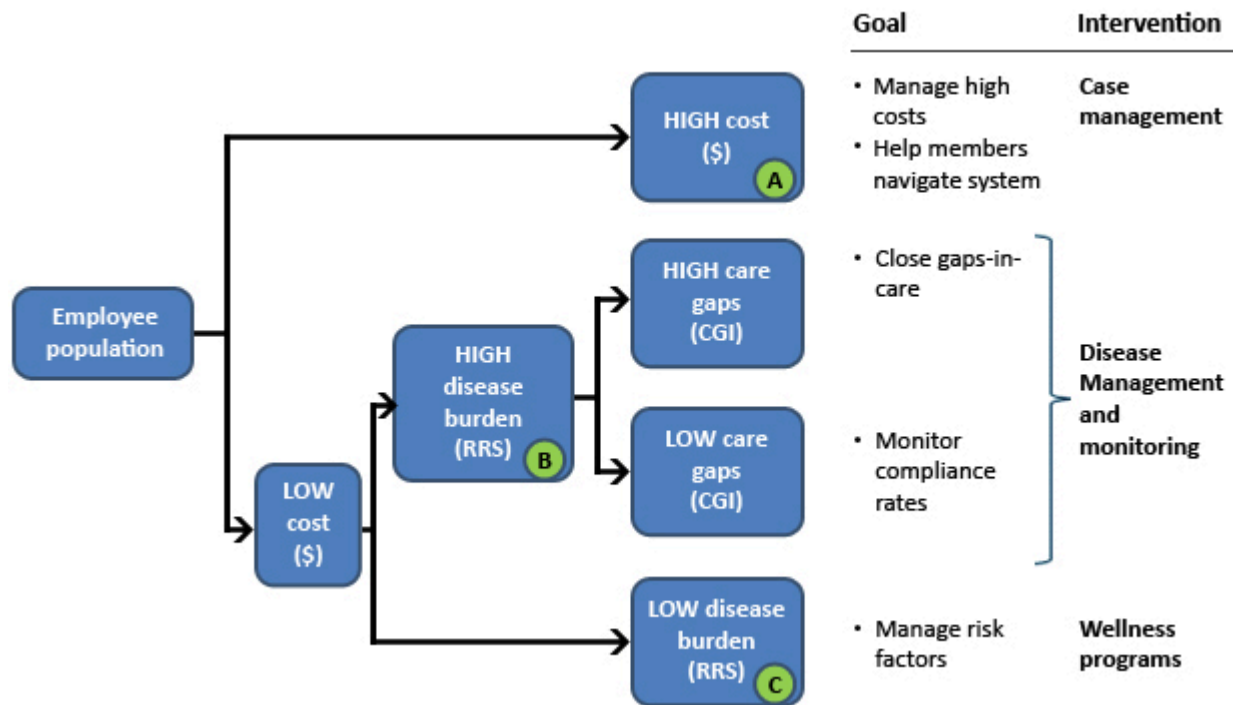 Goal
Intervention
HIGH cost
($)
A
• Manage high
costs
• Help members
navigate system
Case
management
Employee
population
LOW
cost
($)
HIGH
disease
burden
(RRS)
B
HIGH care
gaps
(CGI)
• Close gaps-in-
care
LOW care
gaps
(CGI)
• Monitor
compliance
rates
Disease
Management
and
monitoring
LOW disease
burden
(RRS)
C
• Manage risk
factors
Wellness
programs